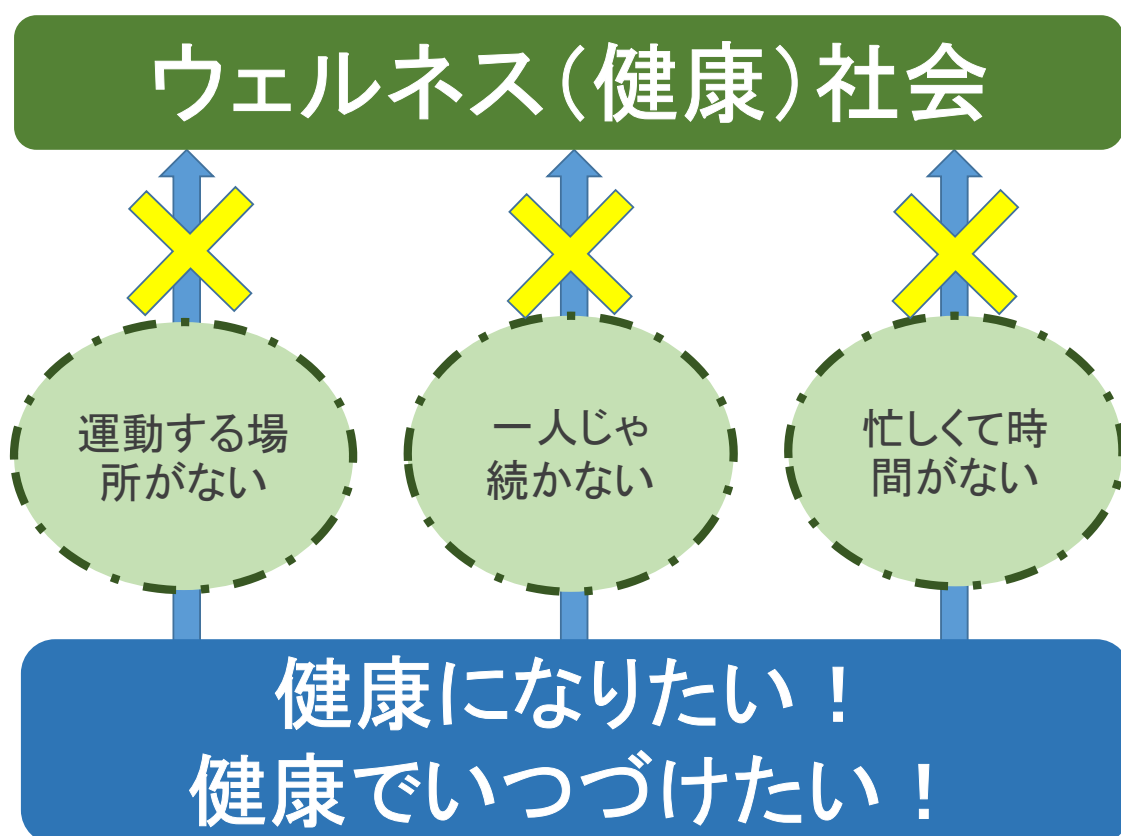 ウェルネス（健康）社会
運動する場
所がない
一人じゃ
続かない
忙しくて時
間がない
健康になりたい！
健康でいつづけたい！